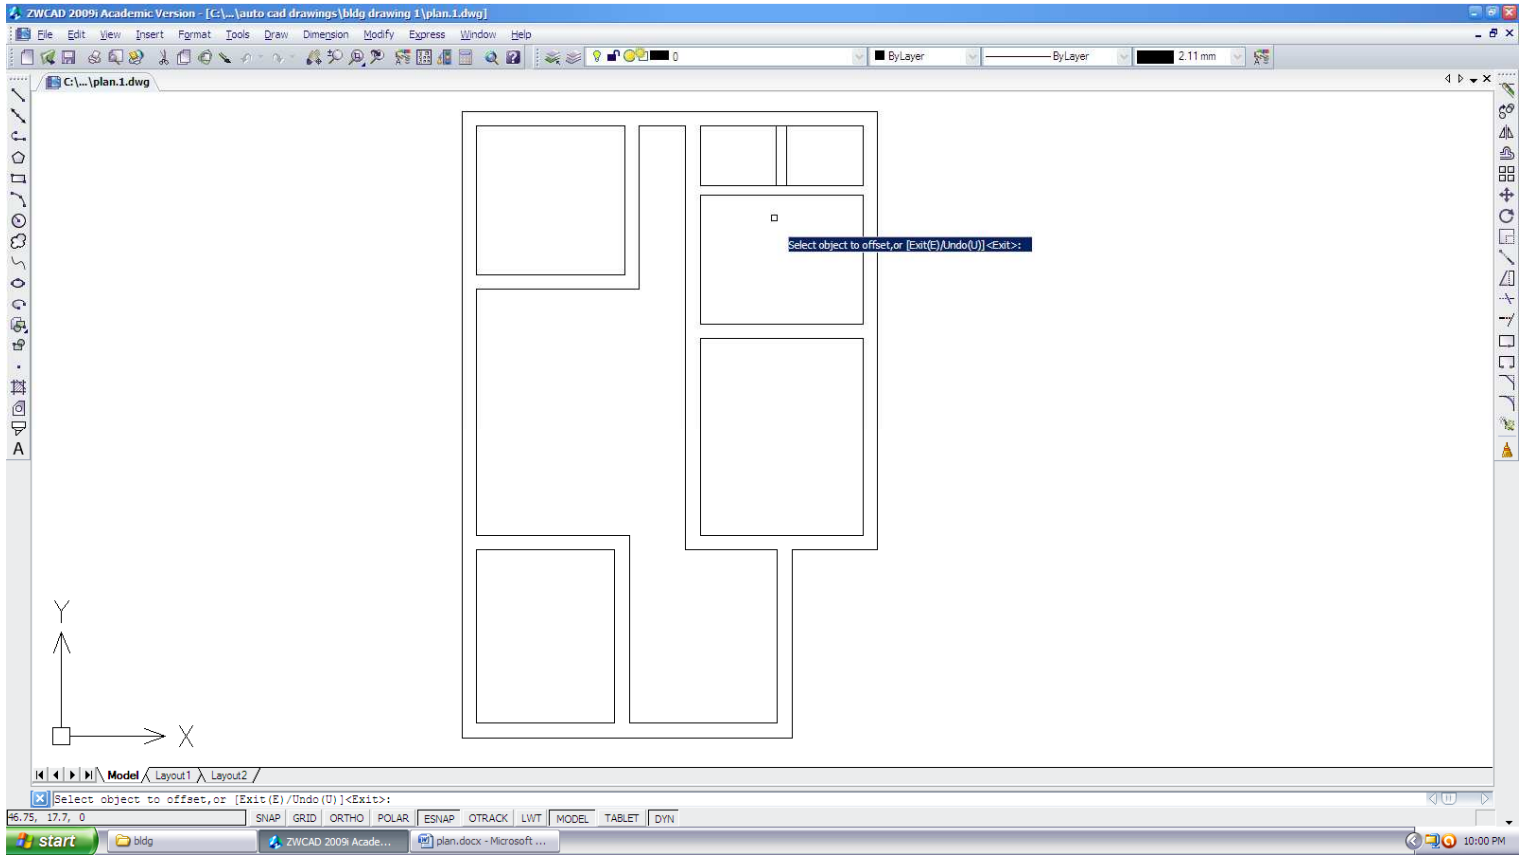 ZWCAD 2009i Academic Version - [C:\...\auto cad drawings\bldg drawing 1\plan.1.dwg]
File Edit View Insert Format Tools Draw Dimension Modify Express Window Help
0 ByLayer ByLayer 2.11 mm
C:\...\plan.1.dwg
Select object to offset,or [Exit(E)/Undo(U)]<Exit>:
Y
X
A
Model Layout1 Layout2
Select object to offset,or [Exit(E)/Undo(U)]<Exit>:
46.75, 17.7, 0 SNAP GRID ORTHO POLAR ESNAP OTRACK LWT MODEL TABLET DYN
start bldg ZWCAD 2009i Acade... plan.docx - Microsoft ... 10:00 PM